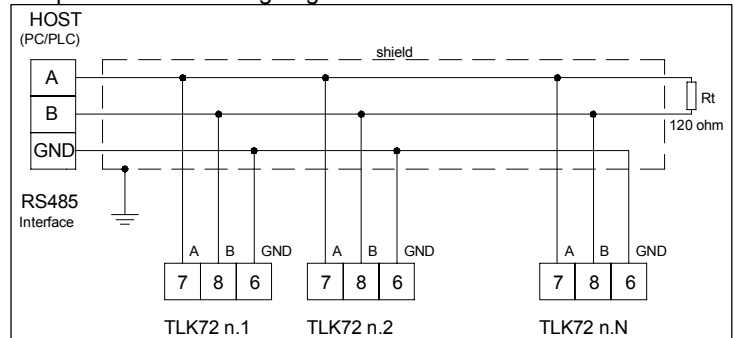 HOST
(PC/PLC)
shield
A
B
GND
Rt
120 ohm
RS485
Interface
A B GND
7 8 6
TLK72 n.1
A B GND
7 8 6
TLK72 n.2
A B GND
7 8 6
TLK72 n.N